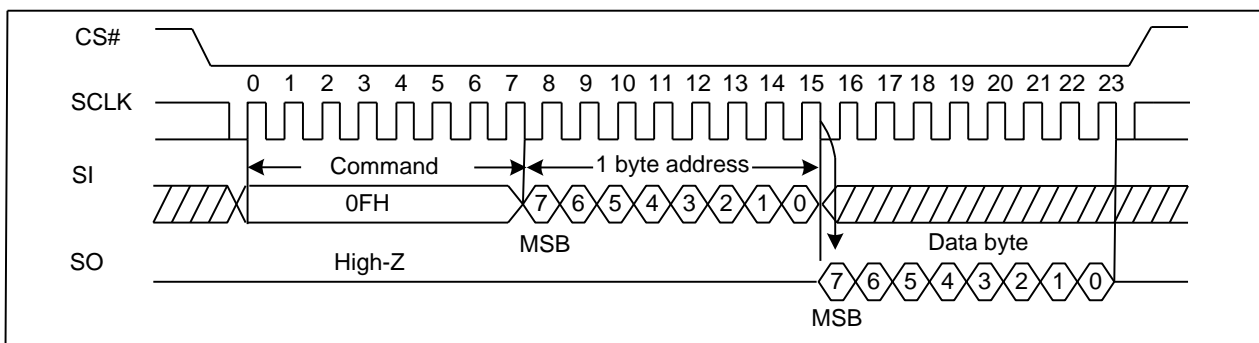 CS#
0 1 2 3 4 5 6 7 8 9 10 11 12 13 14 15 16 17 18 19 20 21 22 23
SCLK
Command 1 byte address
SI
0FH 7 6 5 4 3 2 1 0
MSB Data byte
SO High-Z
7 6 5 4 3 2 1 0
MSB